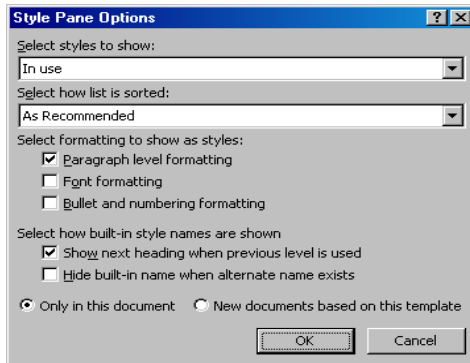 Style Pane Options
Select styles to show:
In use
Select how list is sorted:
As Recommended
Select formatting to show as styles:
Paragraph level formatting
Font formatting
Bullet and numbering formatting
Select how built-in style names are shown
Show next heading when previous level is used
Hide built-in name when alternate name exists
Only in this document New documents based on this template
OK Cancel